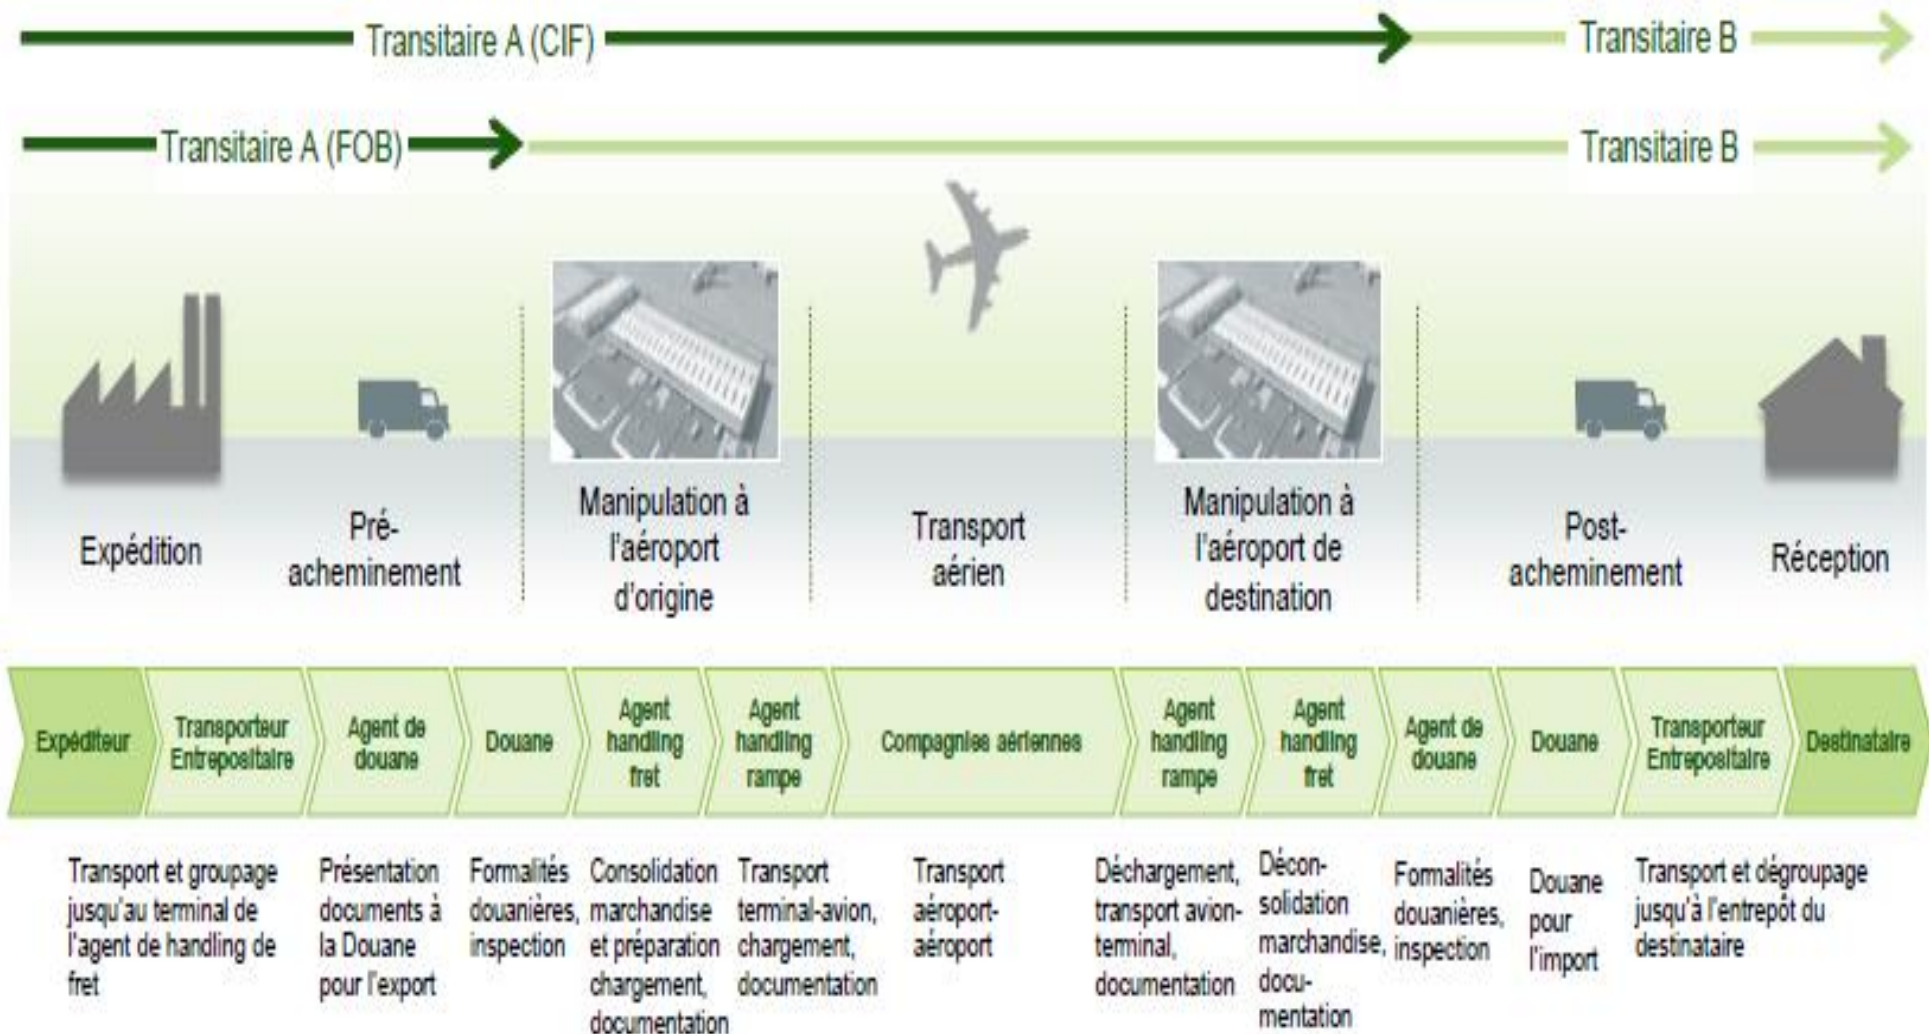 Transitaire A (CIF)
Transitaire B
Transitaire A (FOB)
Transitaire B
Expédition
Pré-
acheminement
Manipulation à
l'aéroport
d'origine
Transport
aérien
Manipulation à
l'aéroport de
destination
Post-
acheminement
Réception
Expéditeur
Transporteur
Entrepositaire
Agent de
douane
Douane
Agent
handling
fret
Agent
handling
rampe
Compagnies aériennes
Agent
handling
rampe
Agent
handling
fret
Agent de
douane
Douane
Transporteur
Entrepositaire
Destinataire
Transport et groupage
jusqu'au terminal de
l'agent de handling de
fret
Présentation
documents à
la Douane
pour l'export
Formalités
douanières,
inspection
Consolidation
marchandise
et préparation
chargement,
documentation
Transport
terminal-avion,
chargement,
documentation
Transport
aéroport-
aéroport
Déchargement,
transport avion-
terminal,
documentation
Décon-
solidation
marchandise,
docu-
mentation
Formalités
douanières,
inspection
Douane
pour
l'import
Transport et dégroupage
jusqu'à l'entrepôt du
destinataire